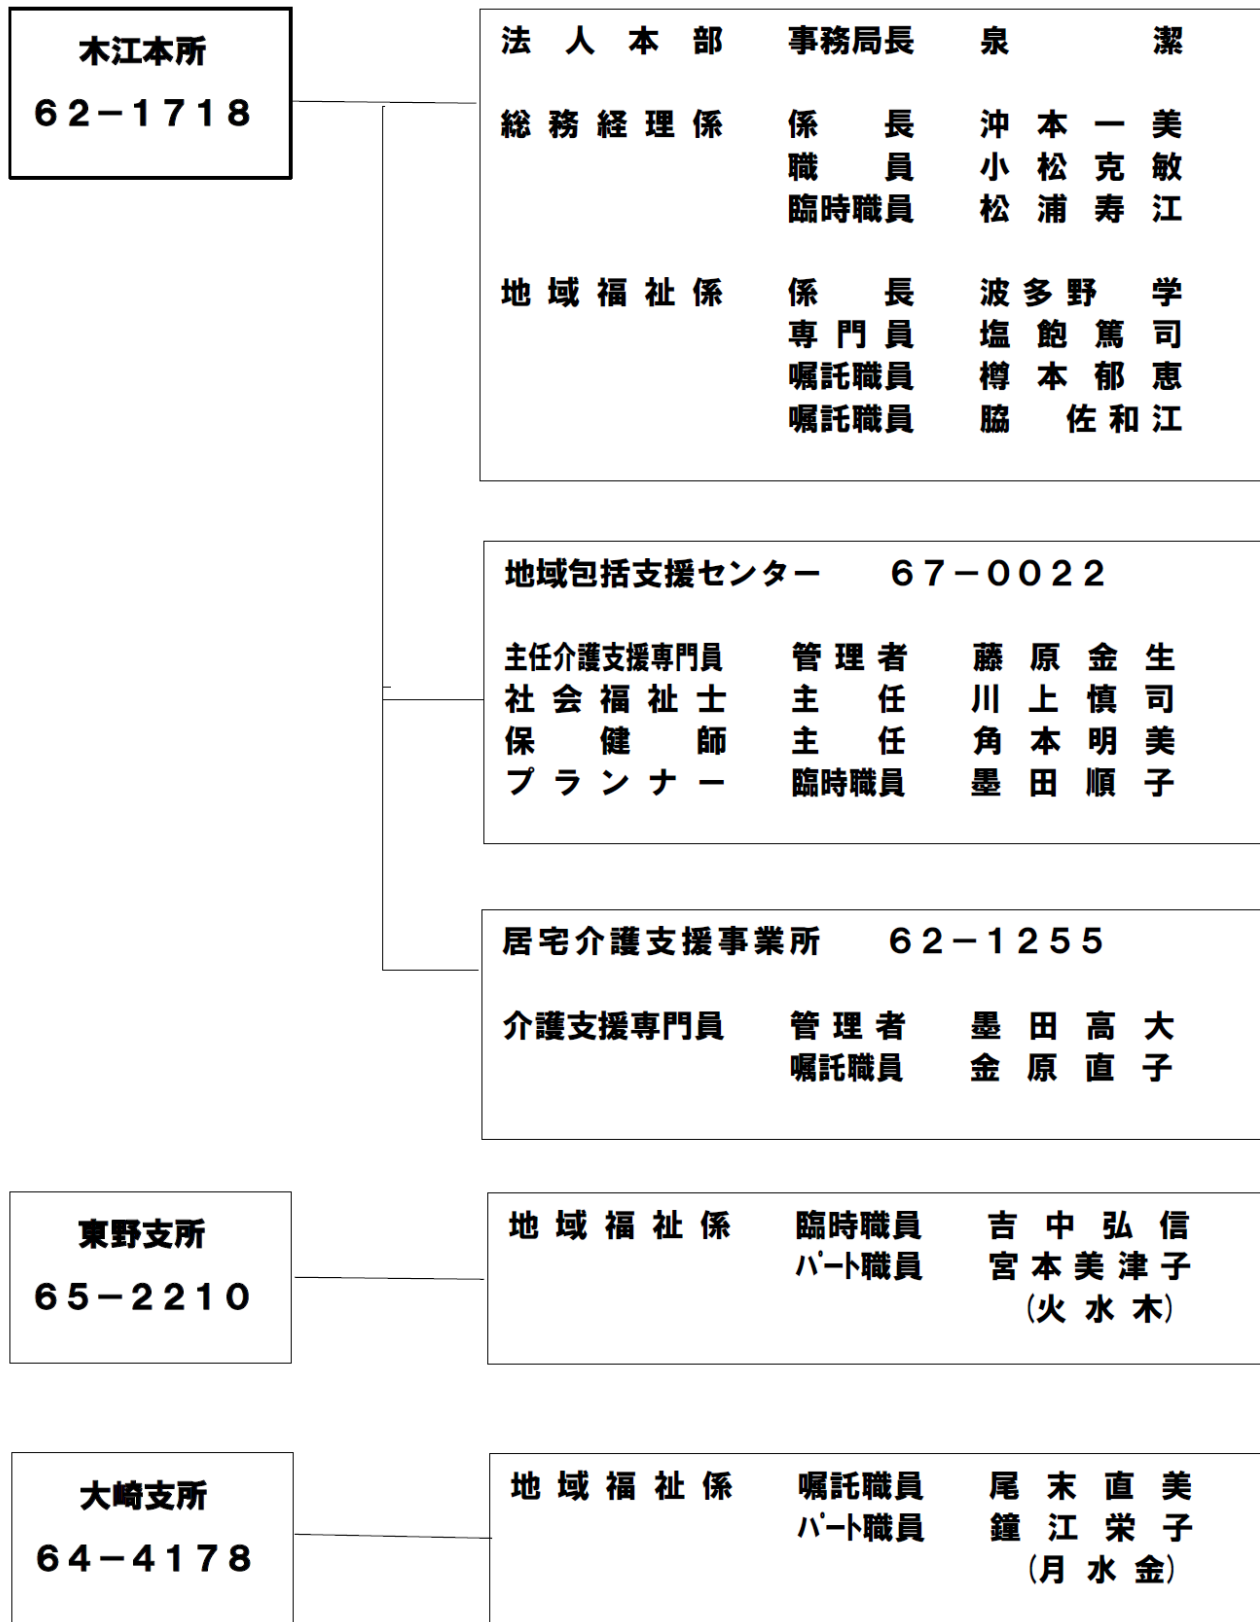 木江本所
６２－１７１８
法人本部 事務局長 泉 潔
総務経理係 係長 沖本一美
職員 小松克敏
臨時職員 松浦寿江
地域福祉係 係長 波多野 学
専門員 塩飽篤司
嘱託職員 樽本郁恵
嘱託職員 脇 佐和江
地域包括支援センター ６７－００２２
主任介護支援専門員 管理者 藤原金生
社会福祉士 主任 川上慎司
保健師 主任 角本明美
プランナー 臨時職員 墨田順子
居宅介護支援事業所 ６２－１２５５
介護支援専門員 管理者 墨田高大
嘱託職員 金原直子
東野支所
６５－２２１０
地域福祉係 臨時職員 吉中弘信
パート職員 宮本美津子
（火水木）
大崎支所
６４－４１７８
地域福祉係 嘱託職員 尾末直美
パート職員 鐘江栄子
（月水金）